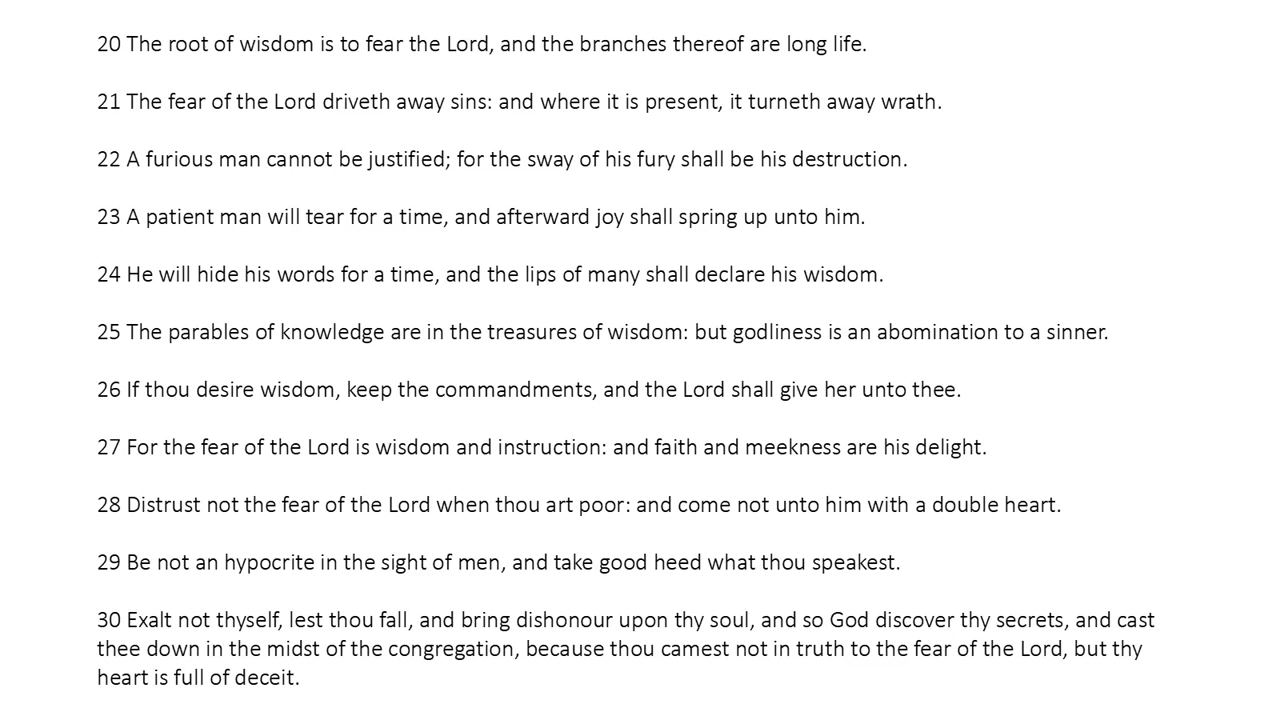 20 The root of wisdom is to fear the Lord, and the branches thereof are long life.
21 The fear of the Lord driveth away sins: and where it is present, it turneth away wrath.
22 A furious man cannot be justified; for the sway of his fury shall be his destruction.
23 A patient man will tear for a time, and afterward joy shall spring up unto him.
24 He will hide his words for a time, and the lips of many shall declare his wisdom.
25 The parables of knowledge are in the treasures of wisdom: but godliness is an abomination to a sinner.
26 If thou desire wisdom, keep the commandments, and the Lord shall give her unto thee.
27 For the fear of the Lord is wisdom and instruction: and faith and meekness are his delight.
28 Distrust not the fear of the Lord when thou art poor: and come not unto him with a double heart.
29 Be not an hypocrite in the sight of men, and take good heed what thou speakest.
30 Exalt not thyself, lest thou fall, and bring dishonour upon thy soul, and so God discover thy secrets, and cast
thee down in the midst of the congregation, because thou camest not in truth to the fear of the Lord, but thy
heart is full of deceit.